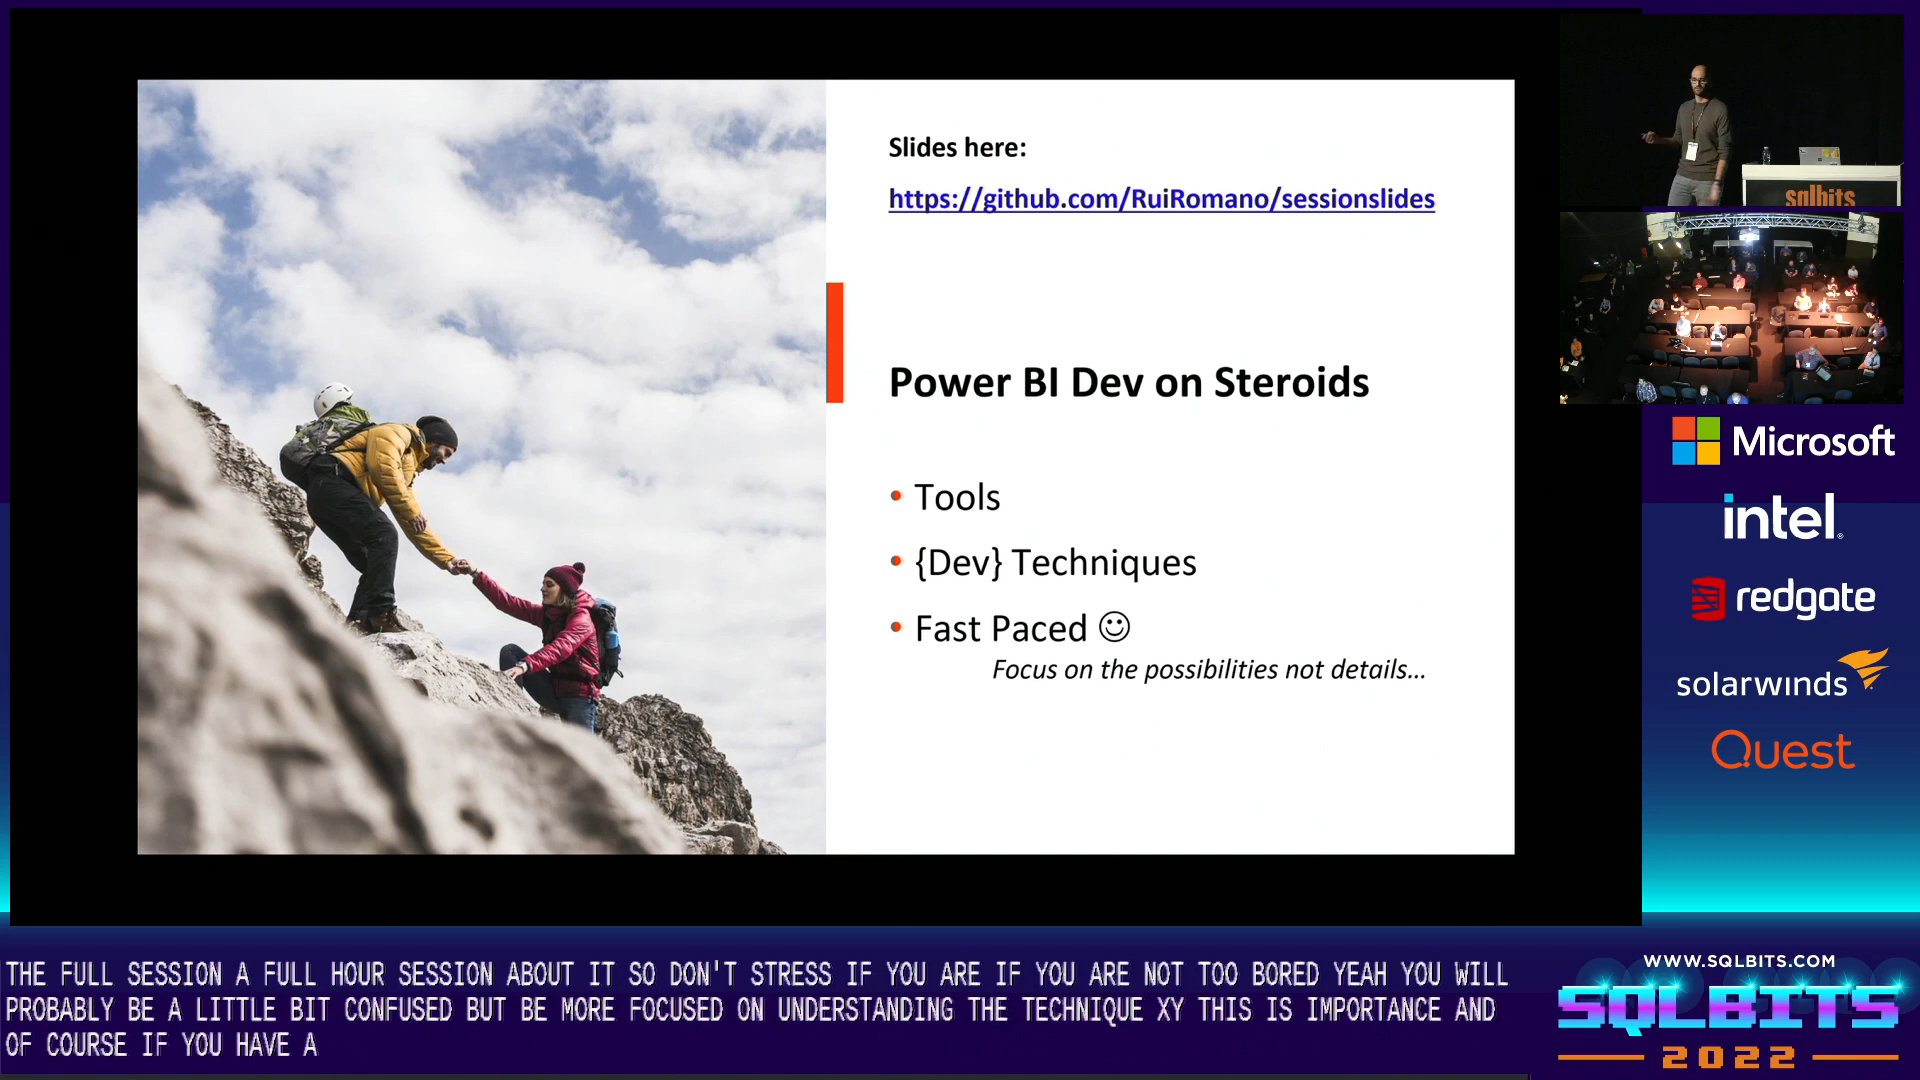 Slides here:
https://github.com/RuiRomano/sessionslides
Power BI Dev on Steroids
• Tools
• {Dev} Techniques
• Fast Paced ☺
Focus on the possibilities not details...
sqlbits
Microsoft
intel
redgate
solarwinds
Quest
THE FULL SESSION A FULL HOUR SESSION ABOUT IT SO DON'T STRESS IF YOU ARE IF YOU ARE NOT TOO BORED YEAH YOU WILL
PROBABLY BE A LITTLE BIT CONFUSED BUT BE MORE FOCUSED ON UNDERSTANDING THE TECHNIQUE XY THIS IS IMPORTANCE AND
OF COURSE IF YOU HAVE A
WWW.SQLBITS.COM
SQLBITS
2022